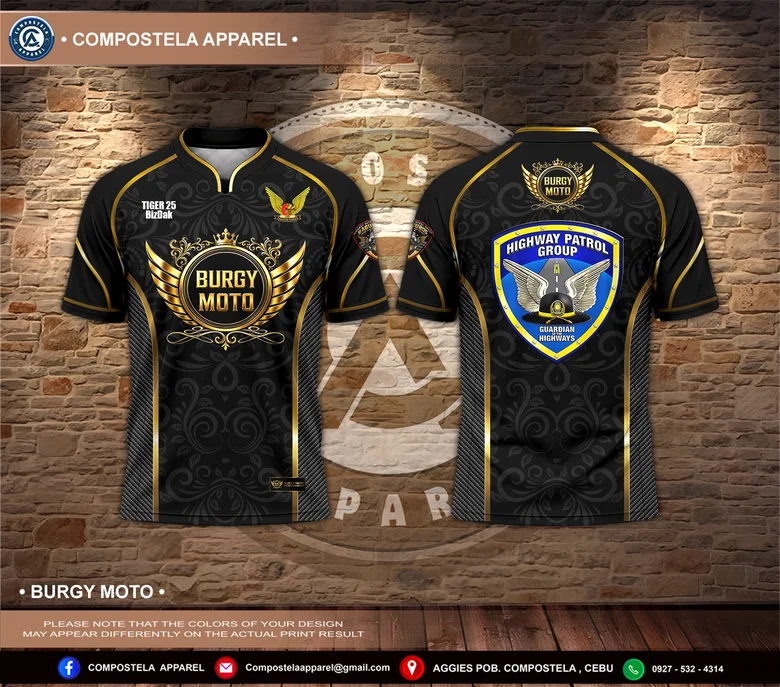 • COMPOSTELA APPAREL •
TIGER 25
BizDak
BURGY
MOTO
BURGY
MOTO
HIGHWAY PATROL
GROUP
GUARDIAN
OF THE
HIGHWAYS
• BURGY MOTO •
PLEASE NOTE THAT THE COLORS OF YOUR DESIGN
MAY APPEAR DIFFERENTLY ON THE ACTUAL PRINT RESULT
COMPOSTELA APPAREL
Compostelaapparel@gmail.com
AGGIES POB. COMPOSTELA , CEBU
0927 - 532 - 4314